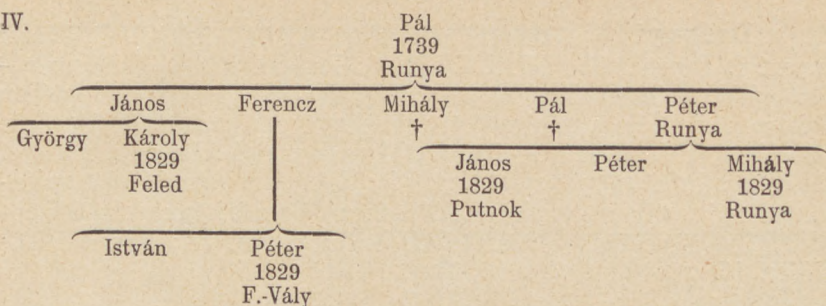 IV.
Pál
1739
Runya
János Ferencz Mihály Pál Péter
† † Runya
György Károly
1829
Feled
János Péter Mihály
1829 1829
Putnok Runya
István Péter
1829
F.-Vály